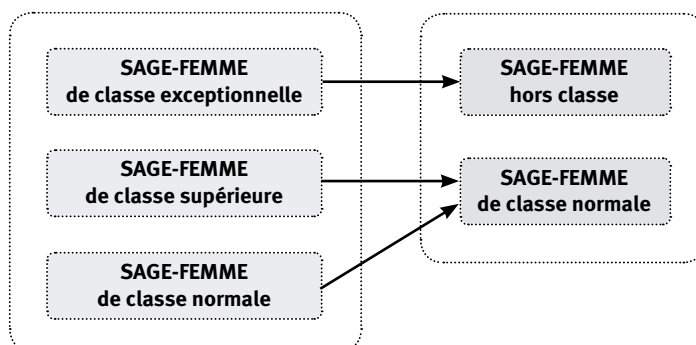 SAGE-FEMME
de classe exceptionnelle
SAGE-FEMME
hors classe
SAGE-FEMME
de classe supérieure
SAGE-FEMME
de classe normale
SAGE-FEMME
de classe normale